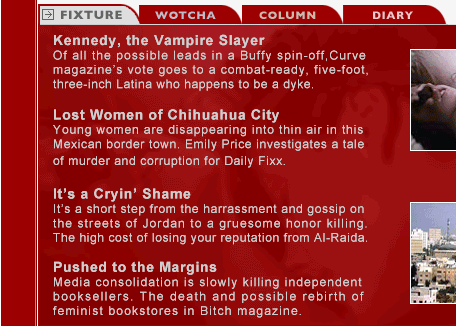 FIXTURE
WOTCHA
COLUMN
DIARY
Kennedy, the Vampire Slayer
Of all the possible leads in a Buffy spin-off,Curve
magazine's vote goes to a combat-ready, five-foot,
three-inch Latina who happens to be a dyke.
Lost Women of Chihuahua City
Young women are disappearing into thin air in this
Mexican border town. Emily Price investigates a tale
of murder and corruption for Daily Fixx.
It's a Cryin' Shame
It's a short step from the harrassment and gossip on
the streets of Jordan to a gruesome honor killing.
The high cost of losing your reputation from Al-Raida.
Pushed to the Margins
Media consolidation is slowly killing independent
booksellers. The death and possible rebirth of
feminist bookstores in Bitch magazine.